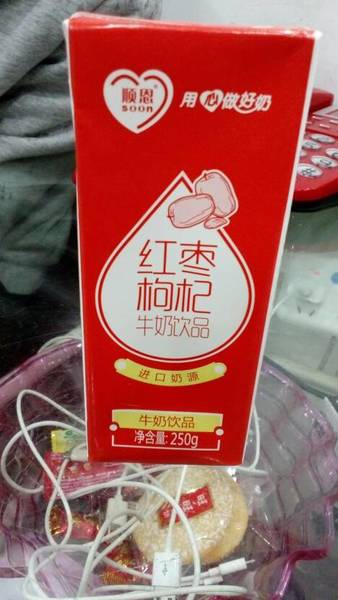 顺恩
SOON
用心做好奶
红枣
枸杞
牛奶饮品
进口奶源
牛奶饮品
净含量: 250g